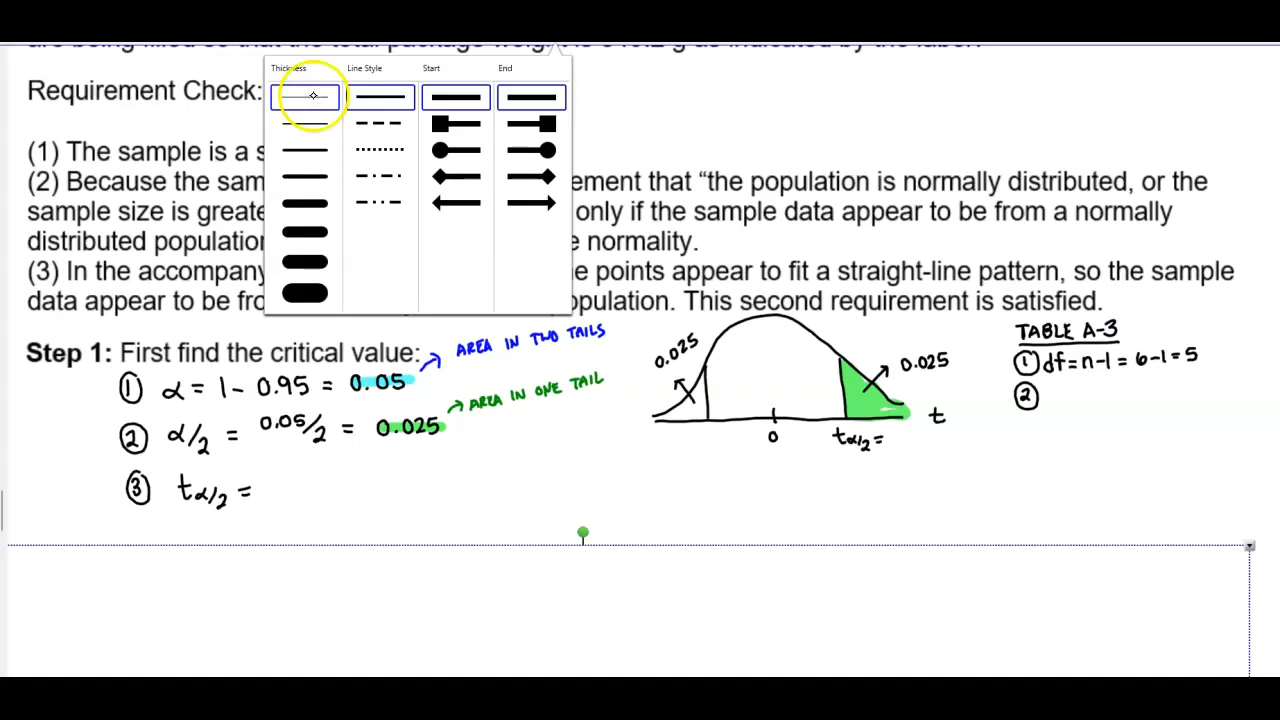 Requirement Check:
Thickness Line Style Start End
(1) The sample is a s
(2) Because the sam ement that “the population is normally distributed, or the
sample size is greate only if the sample data appear to be from a normally
distributed population e normality.
(3) In the accompany e points appear to fit a straight-line pattern, so the sample
data appear to be fro opulation. This second requirement is satisfied.
Step 1: First find the critical value:
AREA IN TWO TAILS
① α = 1 - 0.95 = 0.05
AREA IN ONE TAIL
② α/2 = 0.05/2 = 0.025
③ tα/2 =
0.025
0.025
0
tα/2 =
t
TABLE A-3
① df = n-1 = 6-1 = 5
②